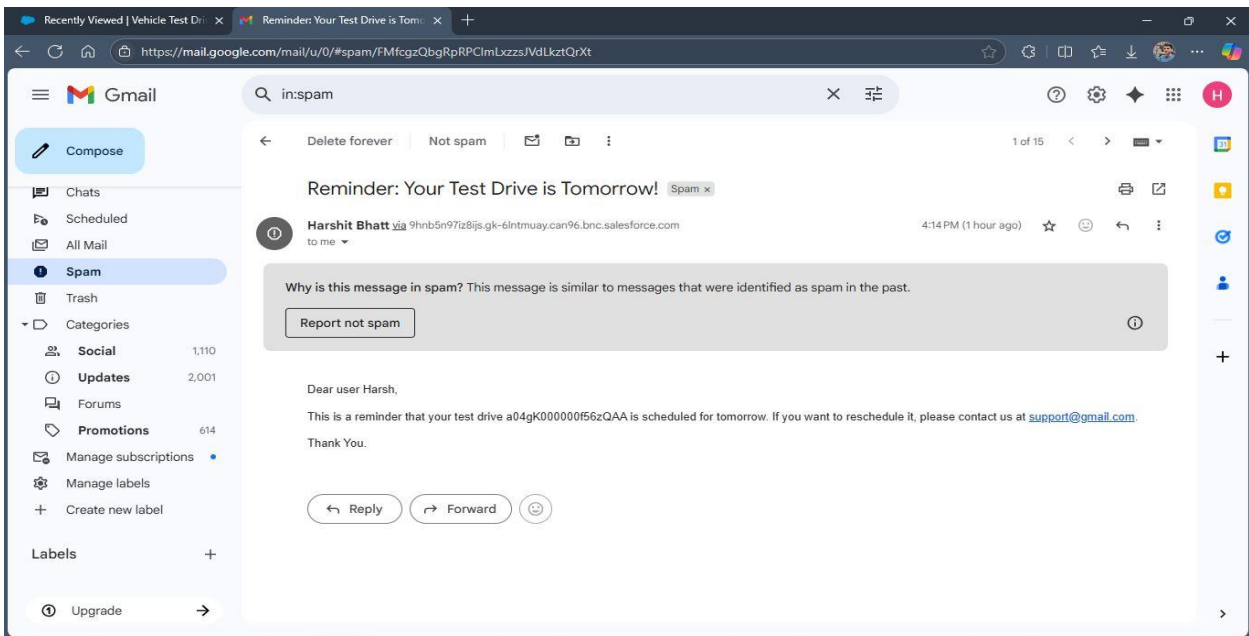 Recently Viewed | Vehicle Test Dri
Reminder: Your Test Drive is Tomo
https://mail.google.com/mail/u/0/#spam/FMfcgzQbgRpRPClmLxzzsJVdLkztQrXt
Gmail
in:spam
H
Compose
Delete forever
Not spam
1 of 15
31
Chats
Scheduled
All Mail
Spam
Trash
Categories
Social 1,110
Updates 2,001
Forums
Promotions 614
Manage subscriptions
Manage labels
Create new label
Labels
Upgrade
Reminder: Your Test Drive is Tomorrow! Spam x
Harshit Bhatt via 9hnb5n97iz8ijs.gk-6lntmuay.can96.bnc.salesforce.com 4:14 PM (1 hour ago)
to me
Why is this message in spam? This message is similar to messages that were identified as spam in the past.
Report not spam
Dear user Harsh,
This is a reminder that your test drive a04gK000000f56zQAA is scheduled for tomorrow. If you want to reschedule it, please contact us at support@gmail.com.
Thank You.
Reply
Forward